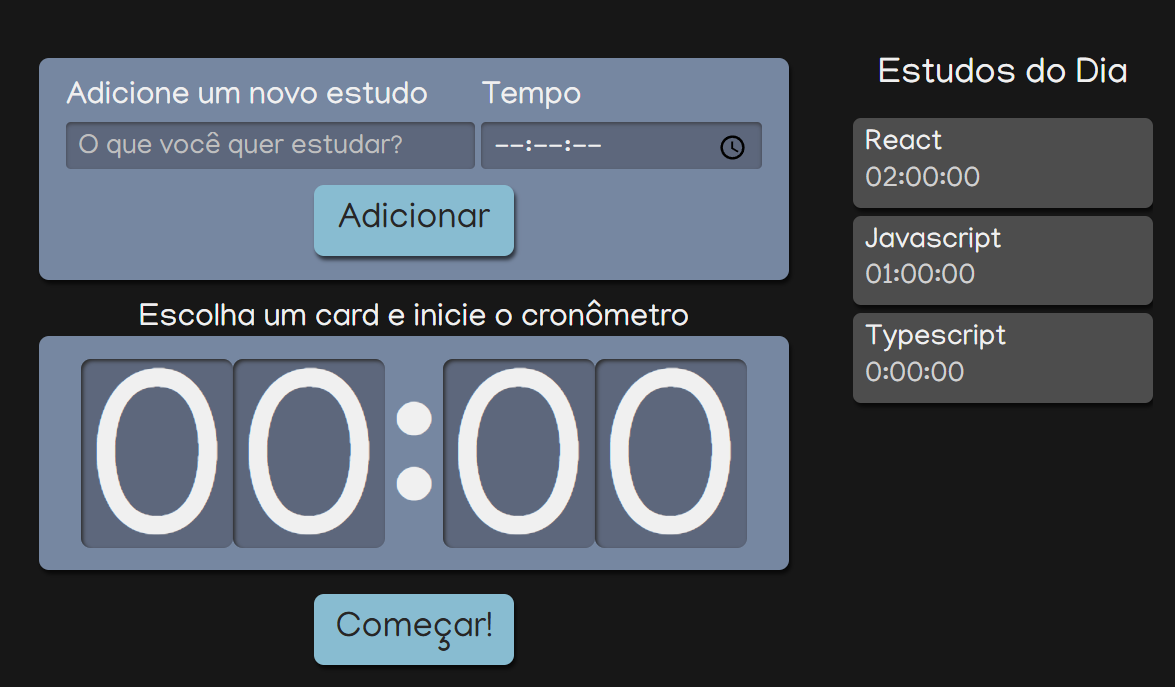 Adicione um novo estudo
Tempo
O que você quer estudar?
--:--:--
Adicionar
Escolha um card e inicie o cronômetro
00:00
Começar!
Estudos do Dia
React
02:00:00
Javascript
01:00:00
Typescript
0:00:00